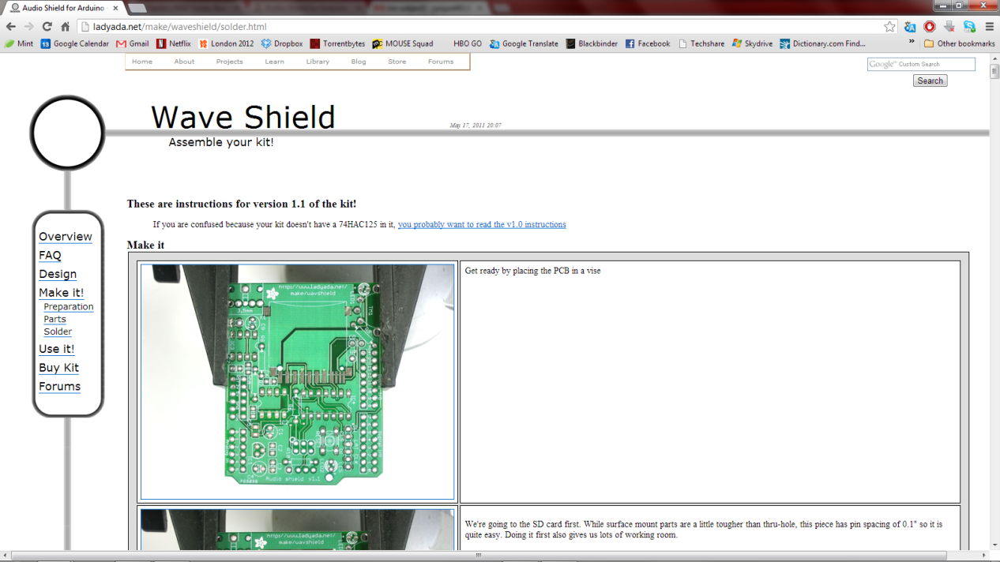 Audio Shield for Arduino -
ladyada.net/make/waveshield/solder.html
Mint
Google Calendar
Gmail
Netflix
London 2012
Dropbox
Torrentbytes
MOUSE Squad
HBO GO
Google Translate
Blackbinder
Facebook
Techshare
Skydrive
Dictionary.com Find...
»
Other bookmarks
Home
About
Projects
Learn
Library
Blog
Store
Forums
Google™ Custom Search
Search
Wave Shield
May 17, 2011 20:07
Assemble your kit!
Overview
FAQ
Design
Make it!
Preparation
Parts
Solder
Use it!
Buy Kit
Forums
These are instructions for version 1.1 of the kit!
If you are confused because your kit doesn't have a 74HAC125 in it, you probably want to read the v1.0 instructions
Make it
http://www.ladyada.net/
make/wavshield
3.5mm
TM1
Audio shield v1.1
Get ready by placing the PCB in a vise
http://www.ladyada.net/
make/wavshield
We're going to the SD card first. While surface mount parts are a little tougher than thru-hole, this piece has pin spacing of 0.1" so it is
quite easy. Doing it first also gives us lots of working room.